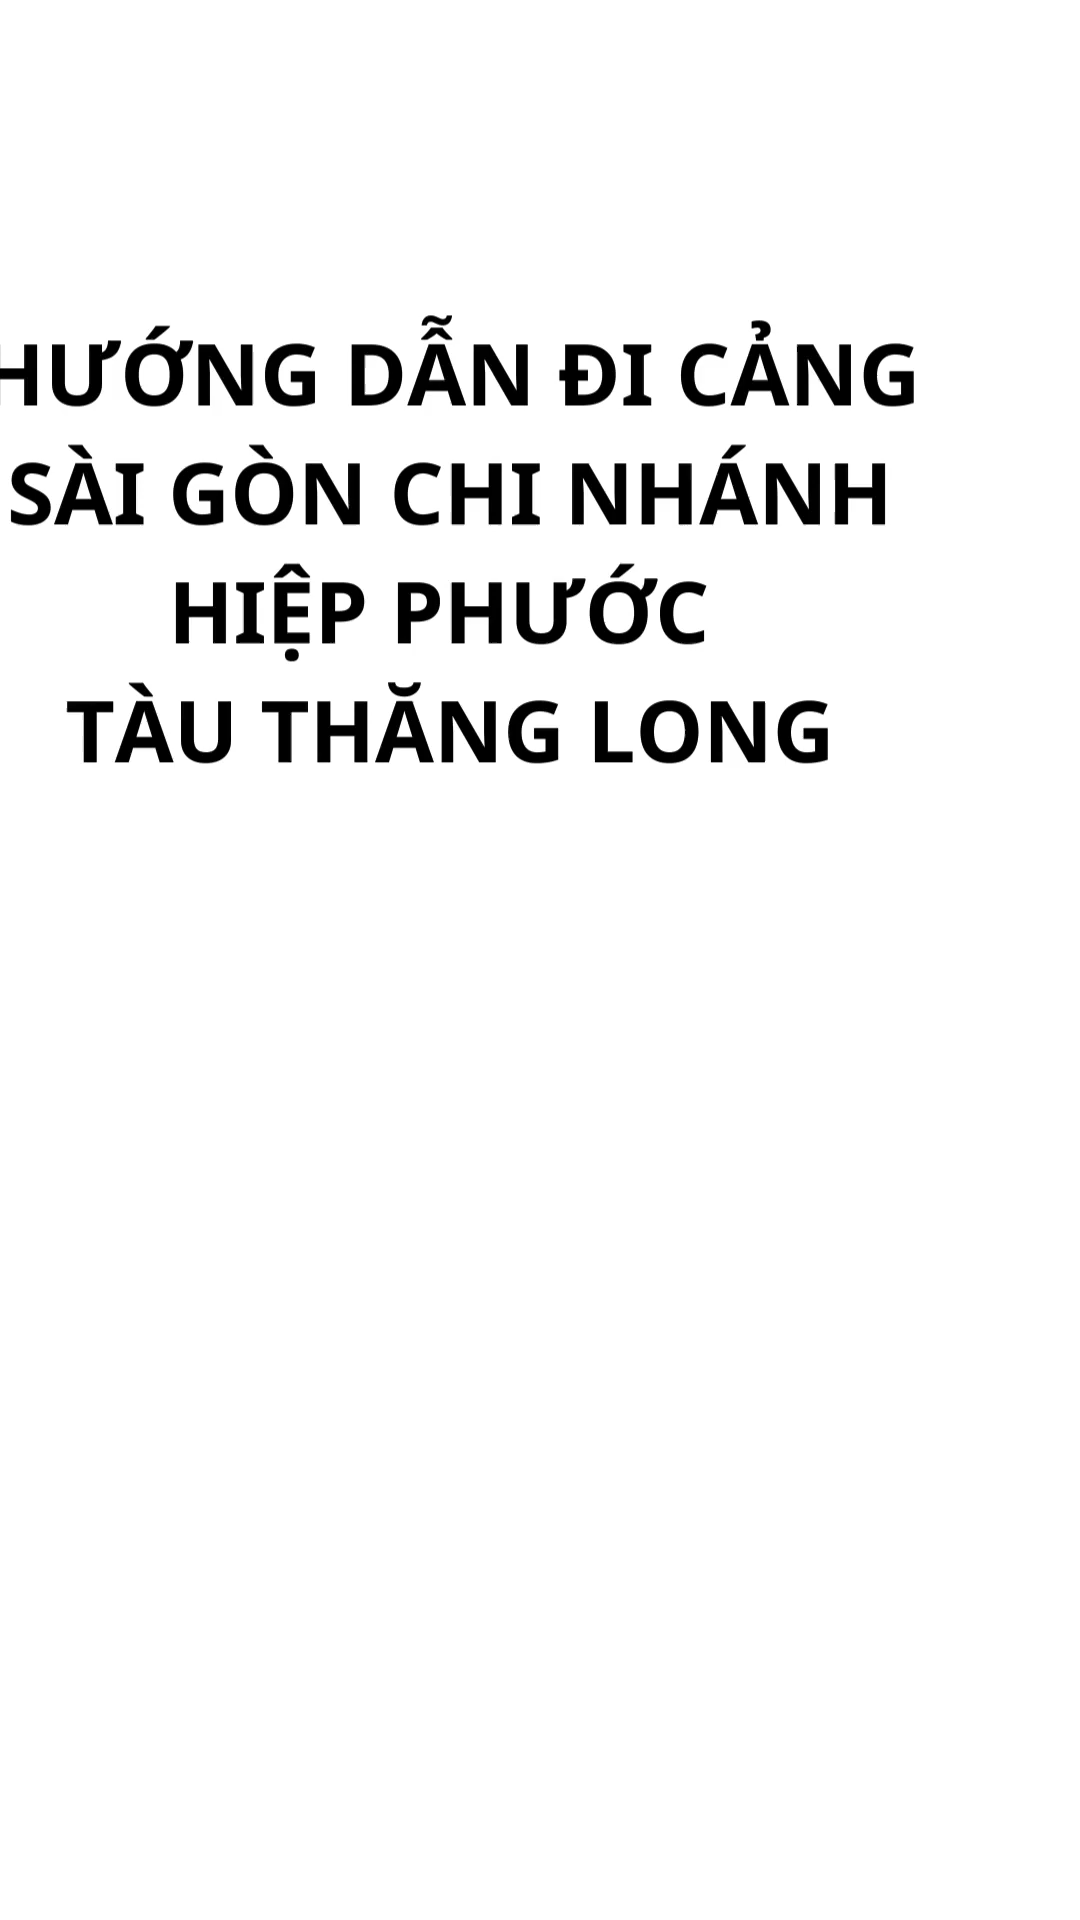 HƯỚNG DẪN ĐI CẢNG
SÀI GÒN CHI NHÁNH
HIỆP PHƯỚC
TÀU THĂNG LONG